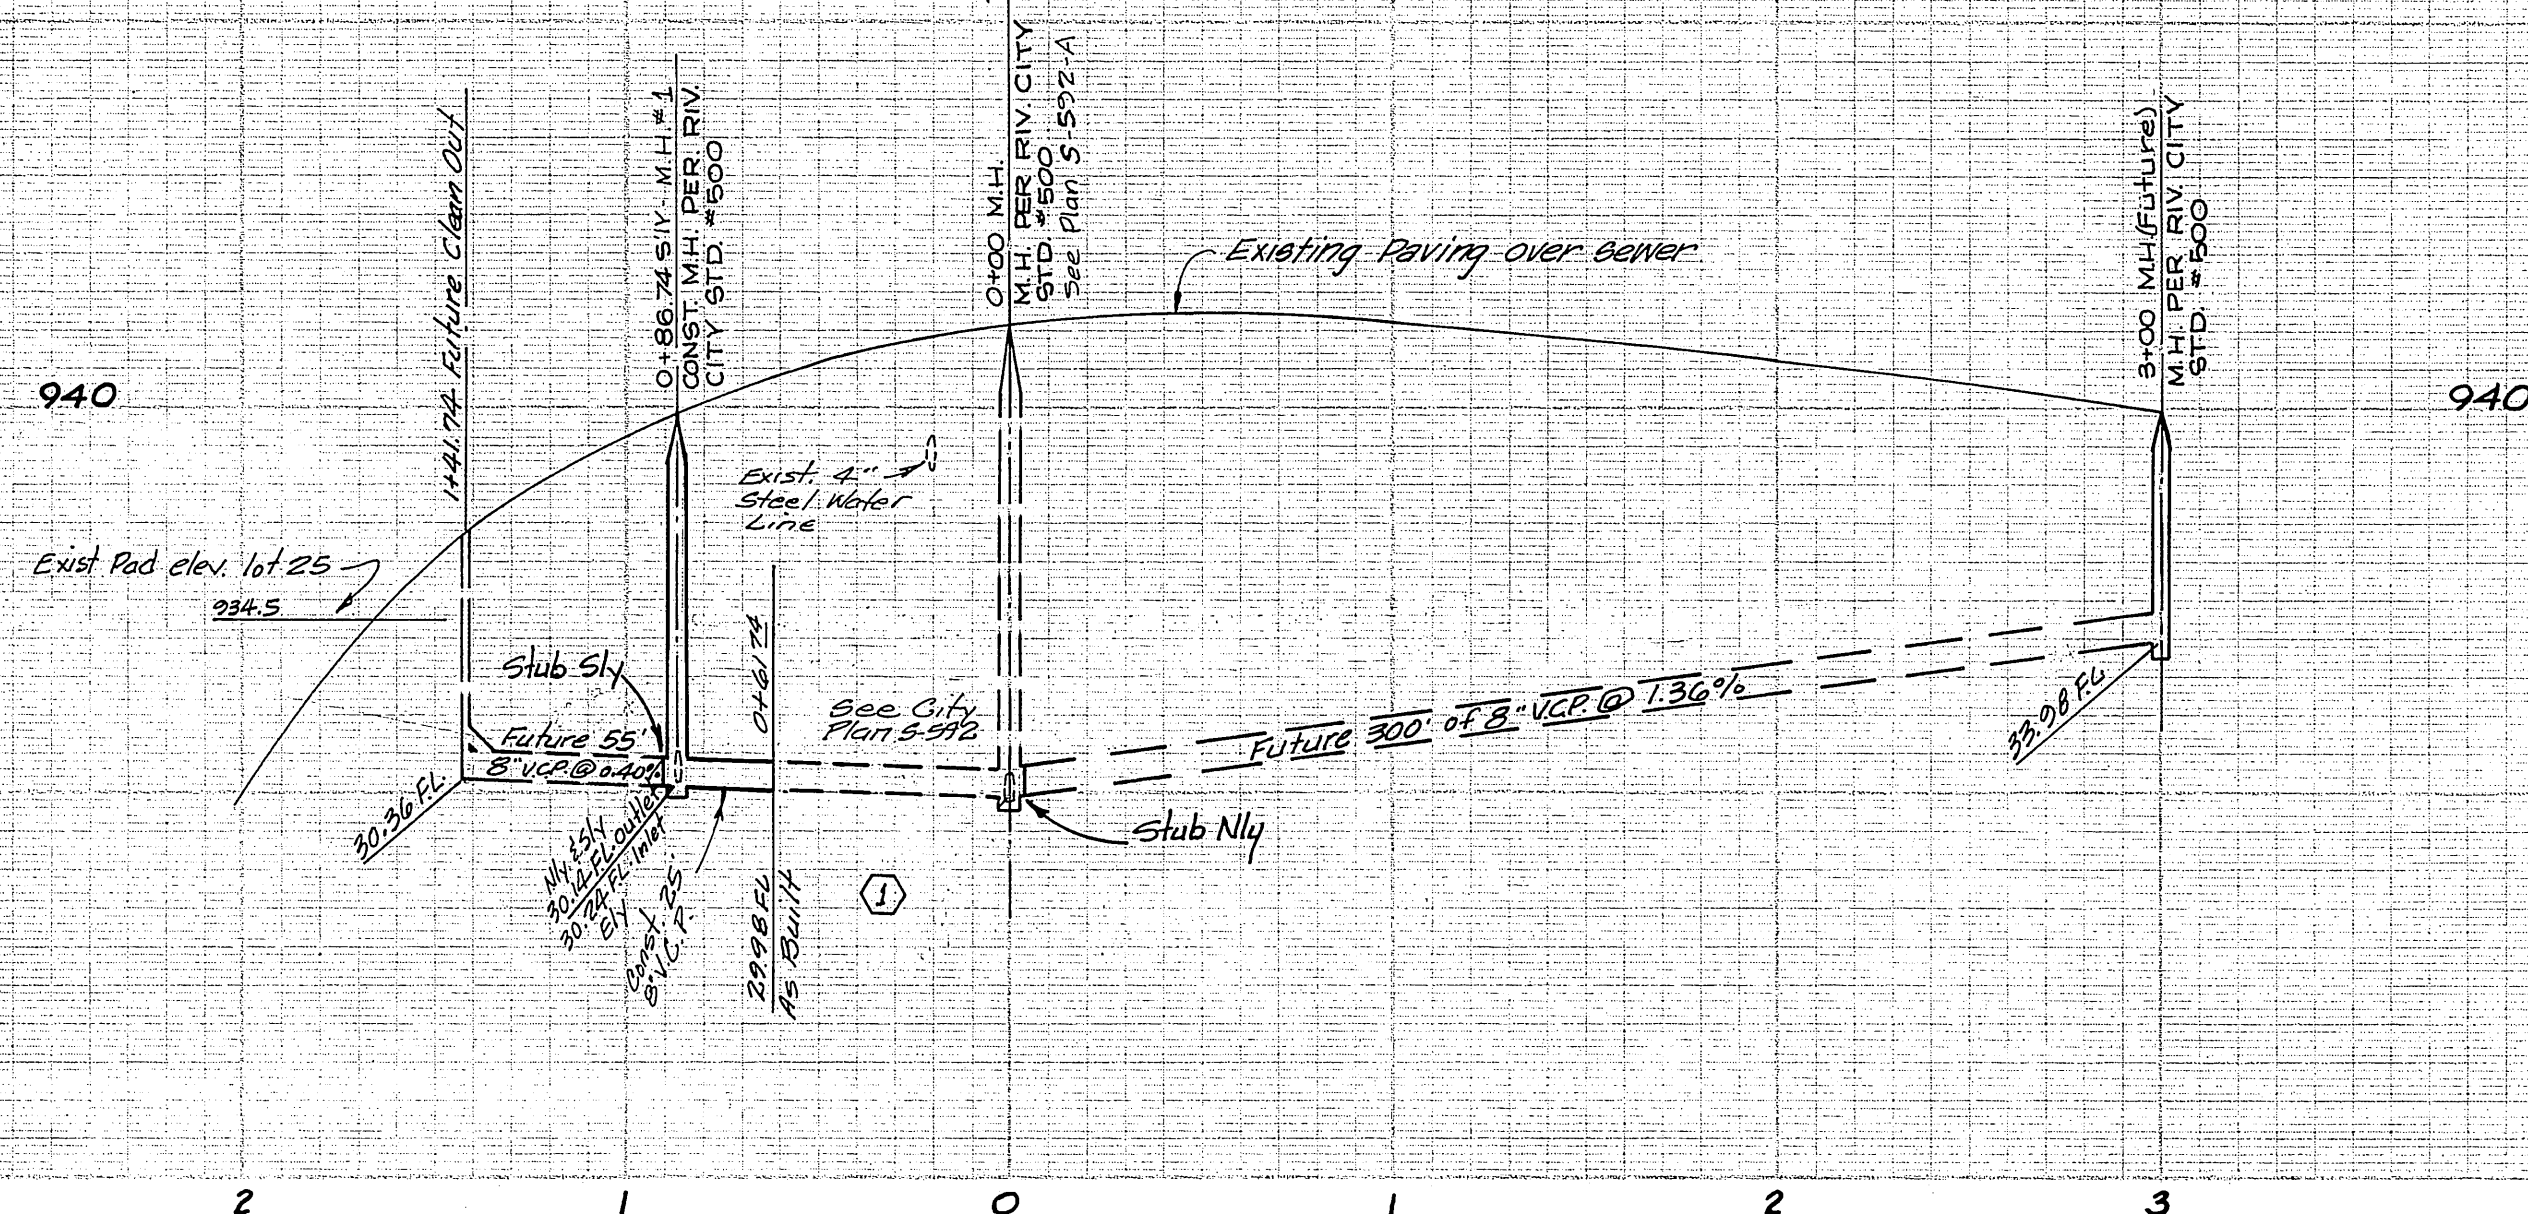 1+41.74 Future Clean Out
0+86.74 S'LY - M.H. #1
CONST. M.H. PER. RIV.
CITY STD. #500
0+00 M.H.
M.H. PER RIV. CITY
STD. #500
See Plan S-592-A
3+00 M.H. (Future)
M.H. PER RIV. CITY
STD. #500
Existing Paving over sewer
940
940
Exist. 4"
Steel Water
Line
Exist Pad elev. lot 25
934.5
Stub Sly
0+61.74
See City
Plan S-592
Future 55'
8" V.C.P. @ 0.40%
Future 300' of 8" V.C.P. @ 1.36%
33.98 F.L.
30.36 F.L.
Nly & Sly
30.14 FL. outlet
30.24 FL. Inlet
Ely
Const. 25'
8" V.C.P.
29.98 FL
As Built
1
Stub Nly
2 1 0 1 2 3